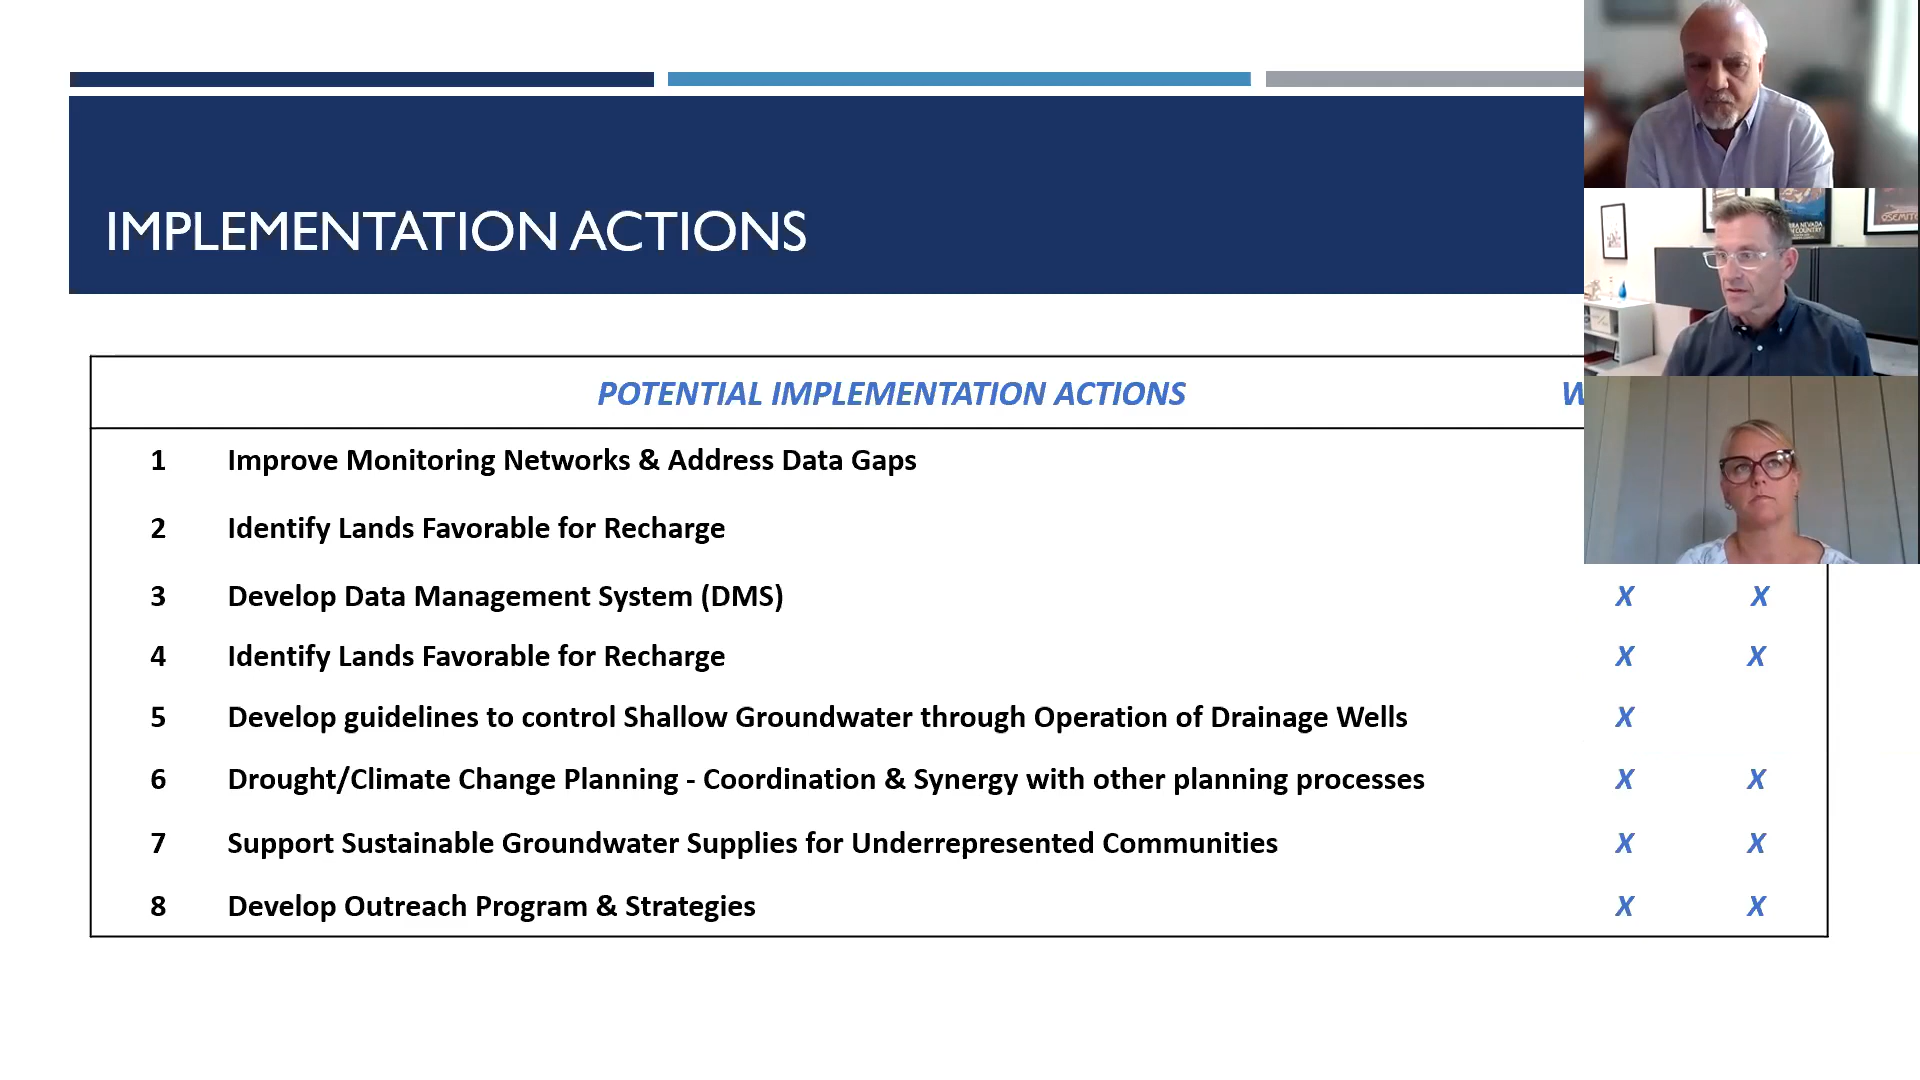 IMPLEMENTATION ACTIONS
POTENTIAL IMPLEMENTATION ACTIONS W
1 Improve Monitoring Networks & Address Data Gaps
2 Identify Lands Favorable for Recharge
3 Develop Data Management System (DMS) X X
4 Identify Lands Favorable for Recharge X X
5 Develop guidelines to control Shallow Groundwater through Operation of Drainage Wells X
6 Drought/Climate Change Planning - Coordination & Synergy with other planning processes X X
7 Support Sustainable Groundwater Supplies for Underrepresented Communities X X
8 Develop Outreach Program & Strategies X X